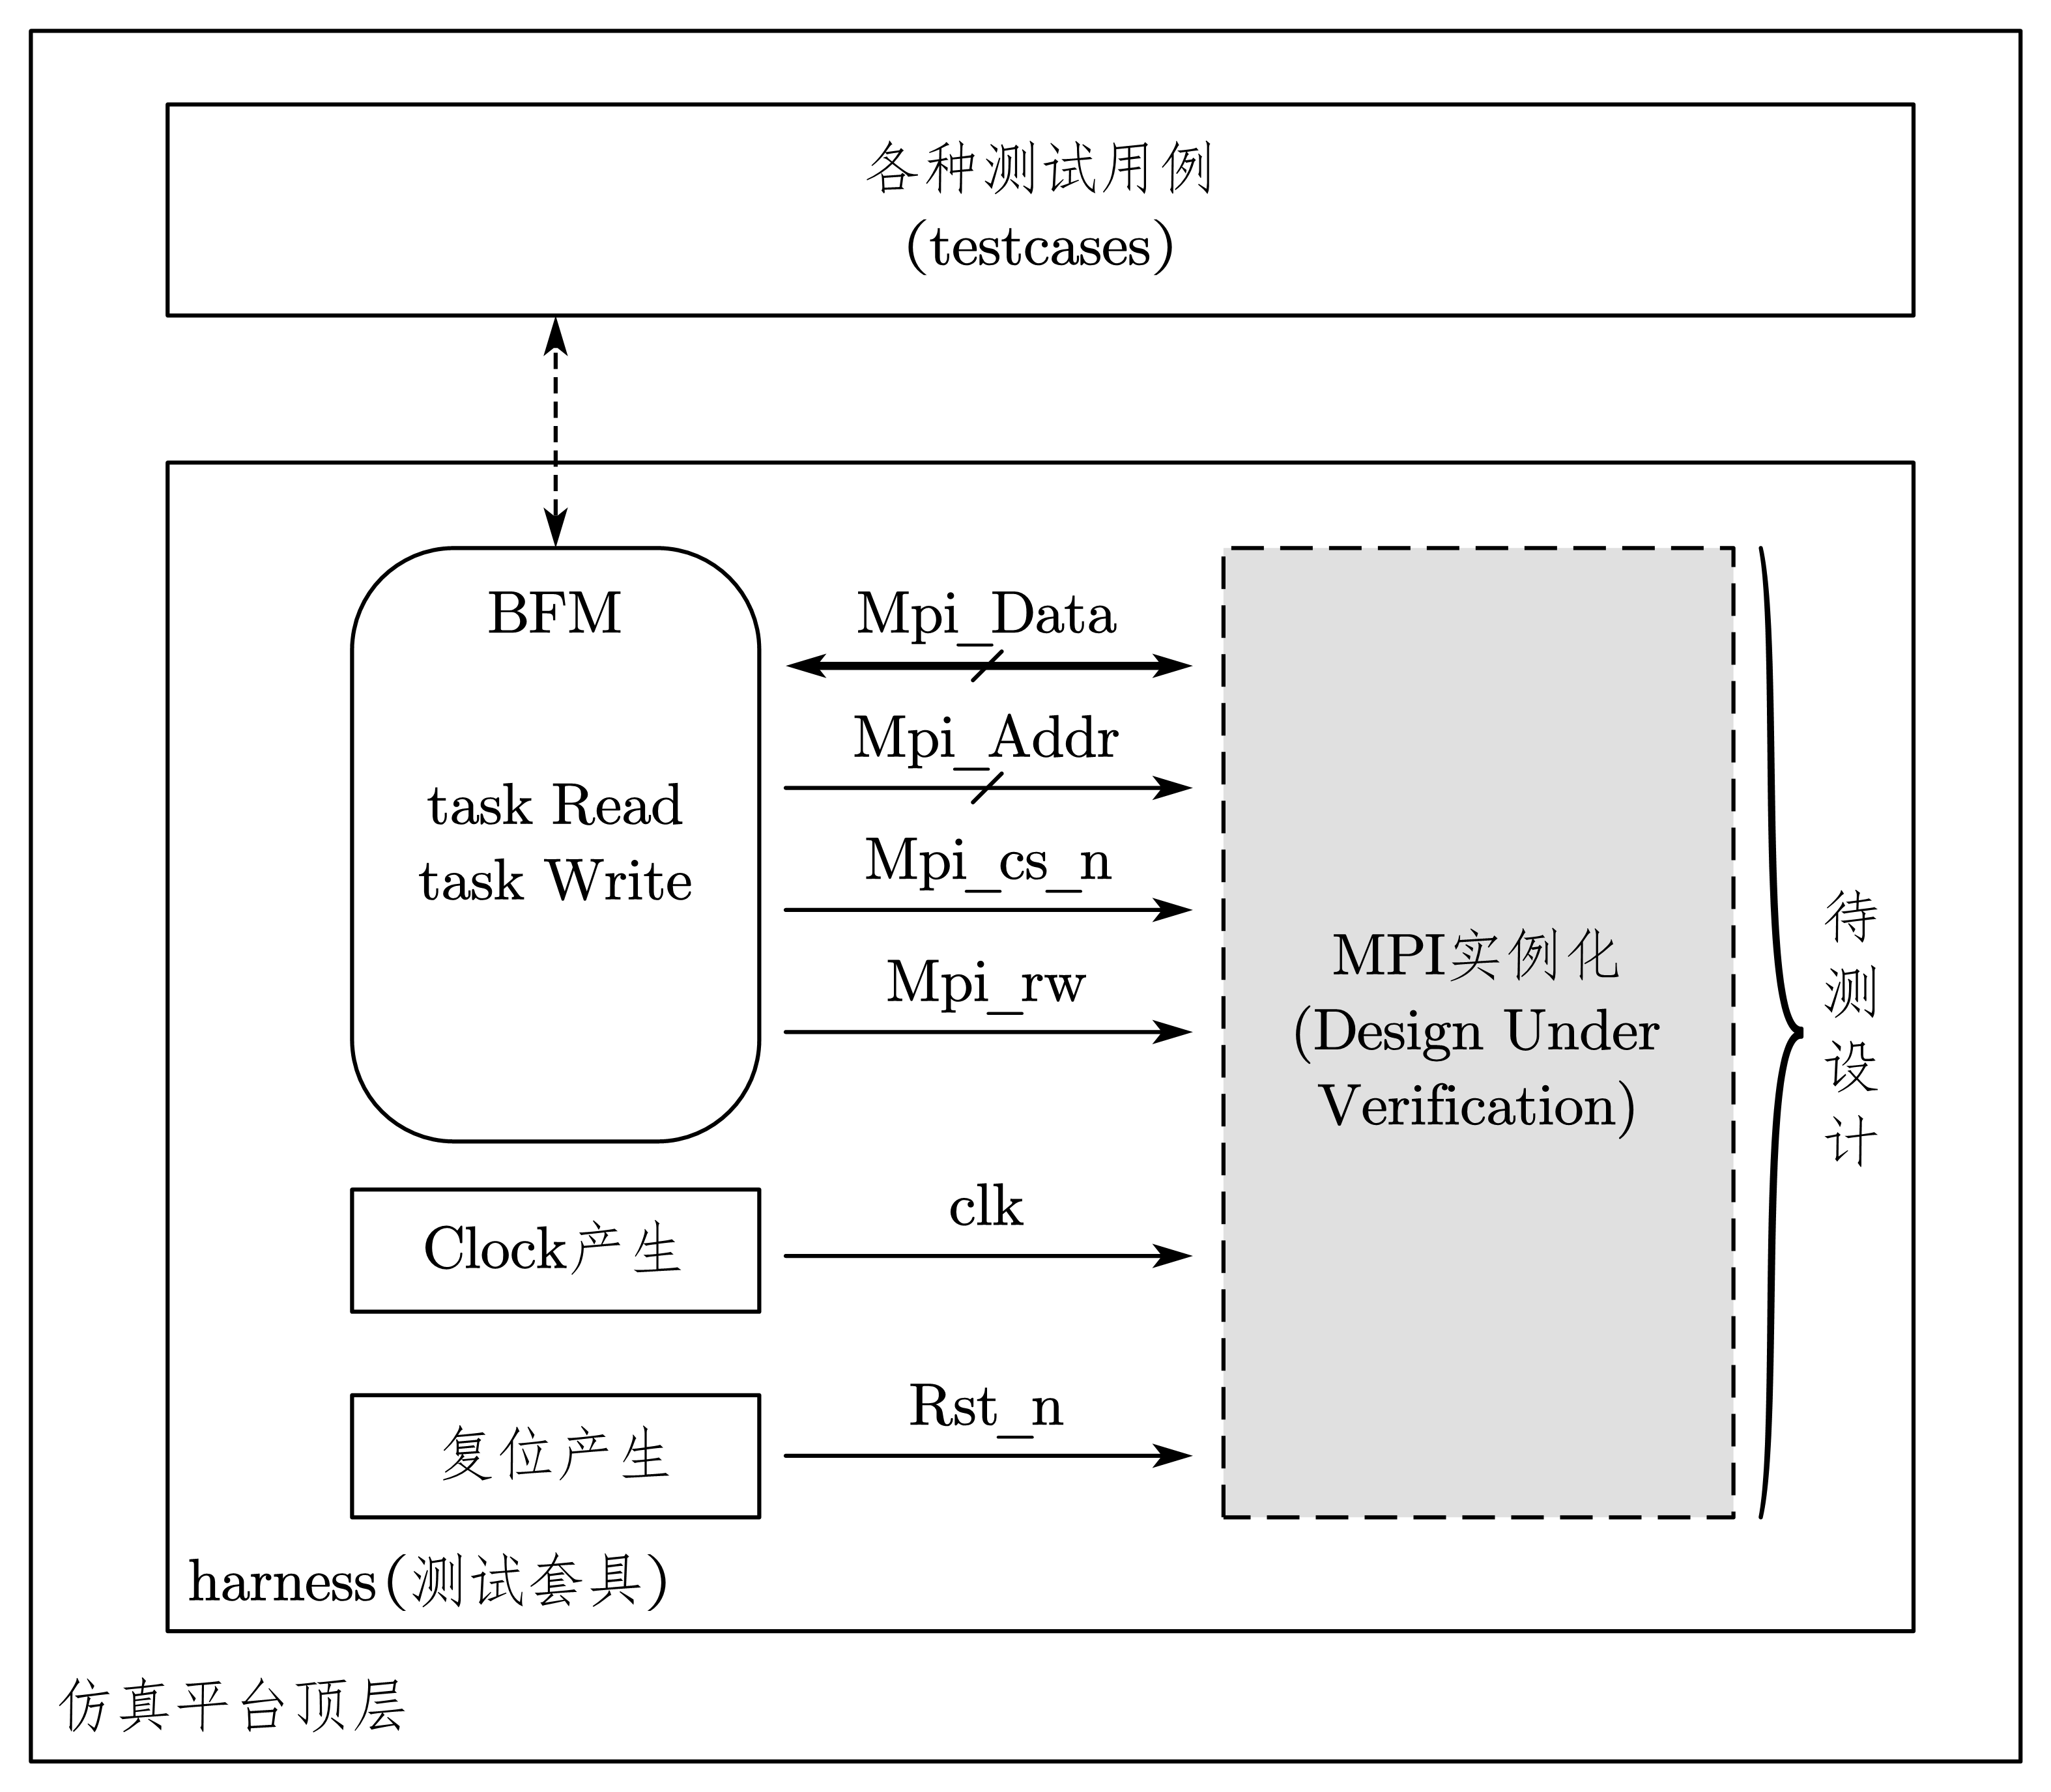 各种测试用例
(testcases)
BFM
task Read
task Write
Mpi_Data
Mpi_Addr
Mpi_cs_n
Mpi_rw
MPI实例化
(Design Under
Verification)
待
测
设
计
Clock产生
clk
复位产生
Rst_n
harness(测试套具)
仿真平台顶层